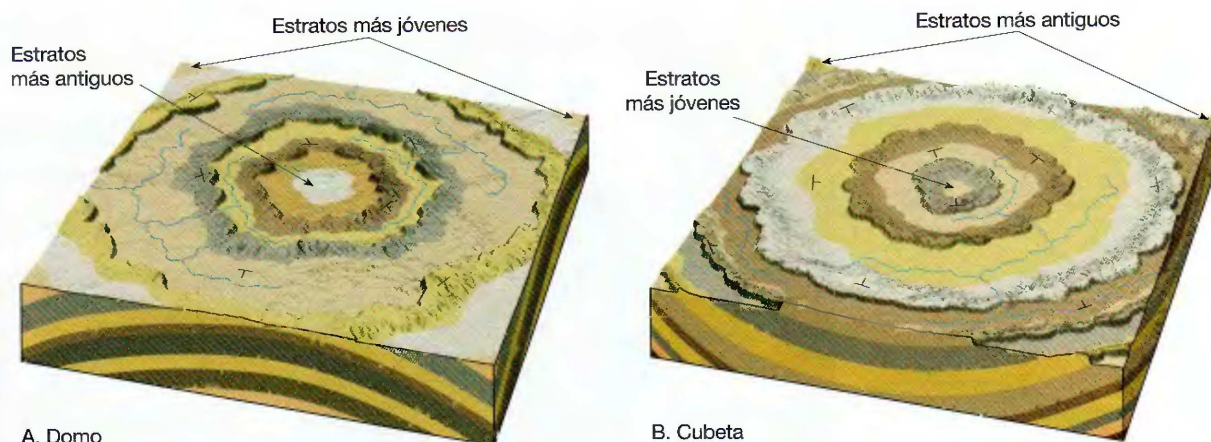 Estratos más jóvenes
Estratos
más antiguos
A. Domo
Estratos más antiguos
Estratos
más jóvenes
B. Cubeta